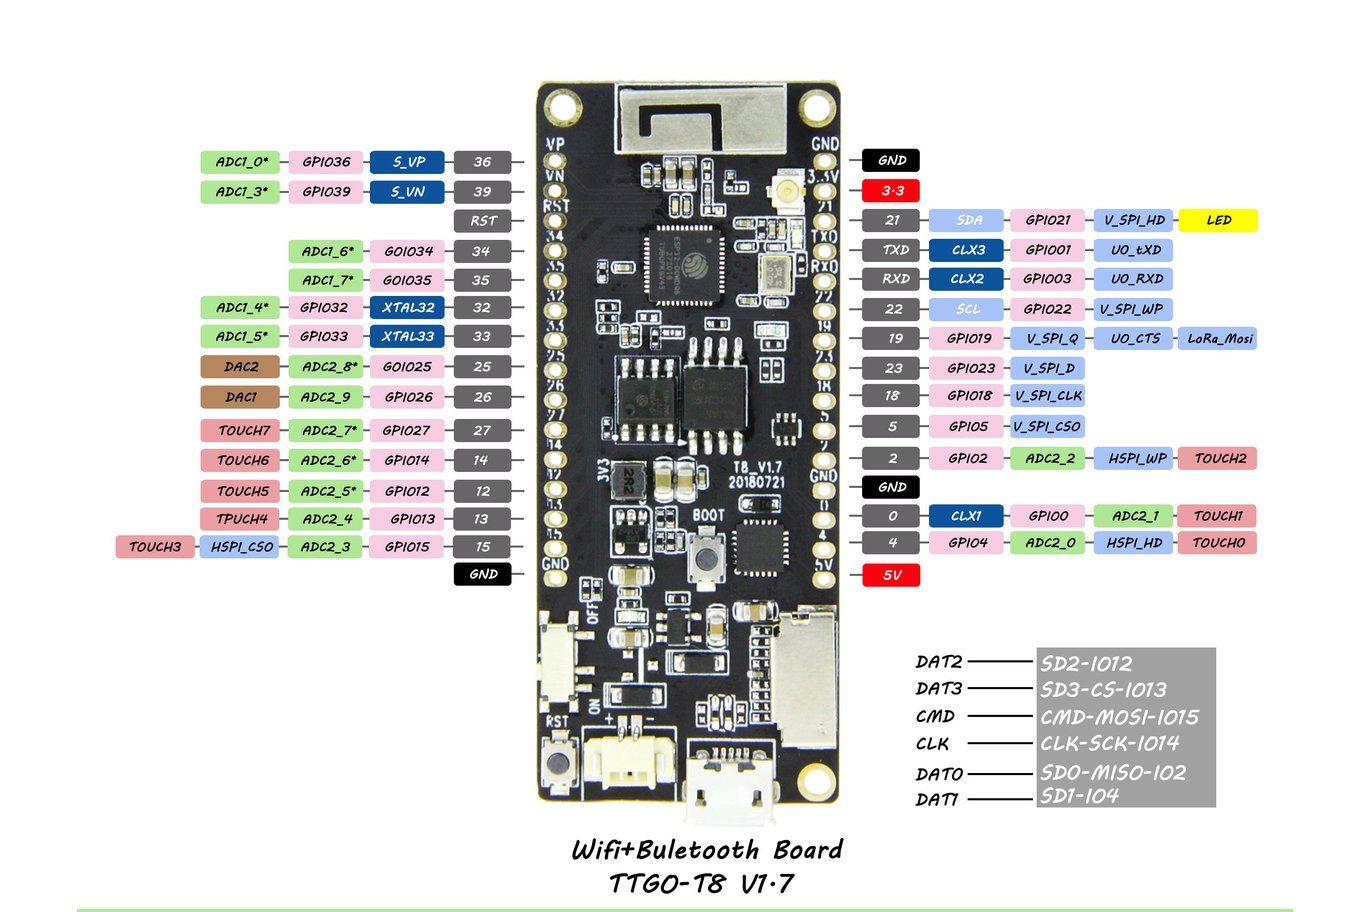 ADC1_0* GPIO36 S_VP 36
ADC1_3* GPIO39 S_VN 39
RST
ADC1_6* GOIO34 34
ADC1_7* GOIO35 35
ADC1_4* GPIO32 XTAL32 32
ADC1_5* GPIO33 XTAL33 33
DAC2 ADC2_8* GOIO25 25
DAC1 ADC2_9 GPIO26 26
TOUCH7 ADC2_7* GPIO27 27
TOUCH6 ADC2_6* GPIO14 14
TOUCH5 ADC2_5* GPIO12 12
TPUCH4 ADC2_4 GPIO13 13
TOUCH3 HSPI_CSO ADC2_3 GPIO15 15
GND
VP
VN
RST
34
35
32
33
25
26
27
14
12
13
15
GND
GND
3.3V
21
TXD
RXD
22
19
23
18
5
2
GND
0
4
5V
3V3
2R2
T8_V1.7
20180721
BOOT
OFF
ON
RST
+ -
GND
3.3
21 SDA GPIO21 V_SPI_HD LED
TXD CLX3 GPIO01 UO_tXD
RXD CLX2 GPIO03 UO_RXD
22 SCL GPIO22 V_SPI_WP
19 GPIO19 V_SPI_Q UO_CTS LoRa_Mosi
23 GPIO23 V_SPI_D
18 GPIO18 V_SPI_CLK
5 GPIO5 V_SPI_CSO
2 GPIO2 ADC2_2 HSPI_WP TOUCH2
GND
0 CLX1 GPIO0 ADC2_1 TOUCH1
4 GPIO4 ADC2_0 HSPI_HD TOUCH0
5V
DAT2 SD2-IO12
DAT3 SD3-CS-IO13
CMD CMD-MOSI-IO15
CLK CLK-SCK-IO14
DAT0 SD0-MISO-IO2
DAT1 SD1-IO4
Wifi+Buletooth Board
TTGO-T8 V1.7